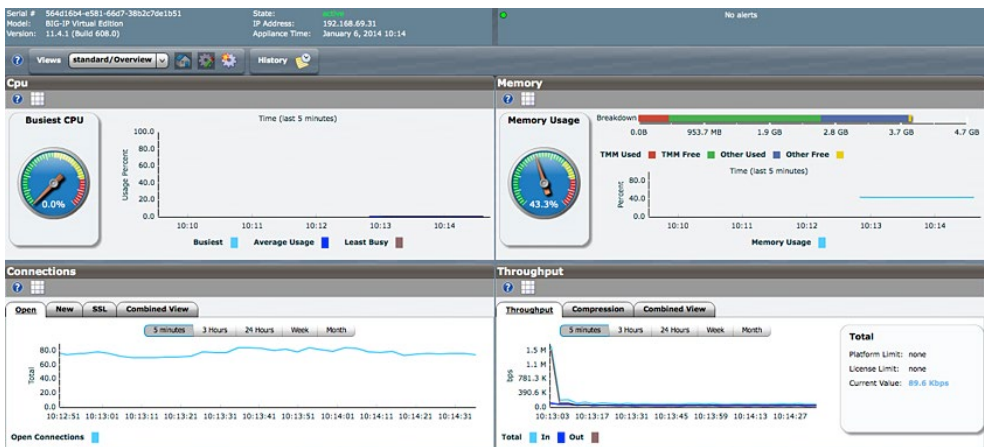 Serial # 564d16b4-e581-66d7-38b2c7de1b51 State: active No alerts
Model: BIG-IP Virtual Edition IP Address: 192.168.69.31
Version: 11.4.1 (Build 608.0) Appliance Time: January 6, 2014 10:14
Views standard/Overview History
Cpu
Busiest CPU
0.0%
Time (last 5 minutes)
Usage Percent
100.0
80.0
60.0
40.0
20.0
0.0
10:10 10:11 10:12 10:13 10:14
Busiest Average Usage Least Busy
Memory
Memory Usage
43.3%
Breakdown
0.0B 953.7 MB 1.9 GB 2.8 GB 3.7 GB 4.7 GB
TMM Used TMM Free Other Used Other Free
Time (last 5 minutes)
Percent
80.0
40.0
0.0
10:10 10:11 10:12 10:13 10:14
Memory Usage
Connections
Open New SSL Combined View
5 minutes 3 Hours 24 Hours Week Month
Total
80.0
60.0
40.0
20.0
0.0
10:12:51 10:13:01 10:13:11 10:13:21 10:13:31 10:13:41 10:13:51 10:14:01 10:14:11 10:14:21 10:14:31
Open Connections
Throughput
Throughput Compression Combined View
5 minutes 3 Hours 24 Hours Week Month
bps
1.5 M
1.1 M
781.3 K
390.6 K
0.0
10:13:03 10:13:17 10:13:31 10:13:45 10:13:59 10:14:13 10:14:27
Total In Out
Total
Platform Limit: none
License Limit: none
Current Value: 89.6 Kbps